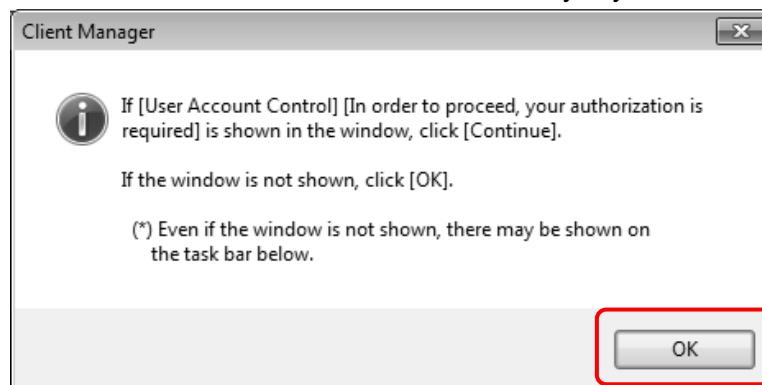 Client Manager
If [User Account Control] [In order to proceed, your authorization is
required] is shown in the window, click [Continue].
If the window is not shown, click [OK].
(*) Even if the window is not shown, there may be shown on
the task bar below.
OK